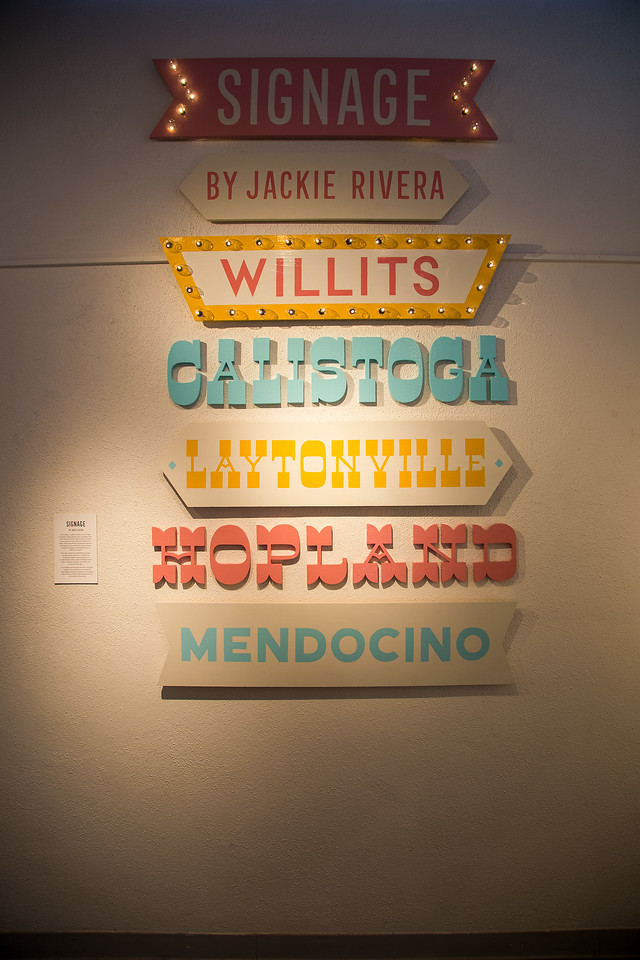 SIGNAGE
BY JACKIE RIVERA
WILLITS
CALISTOGA
LAYTONVILLE
HOPLAND
MENDOCINO
SIGNAGE